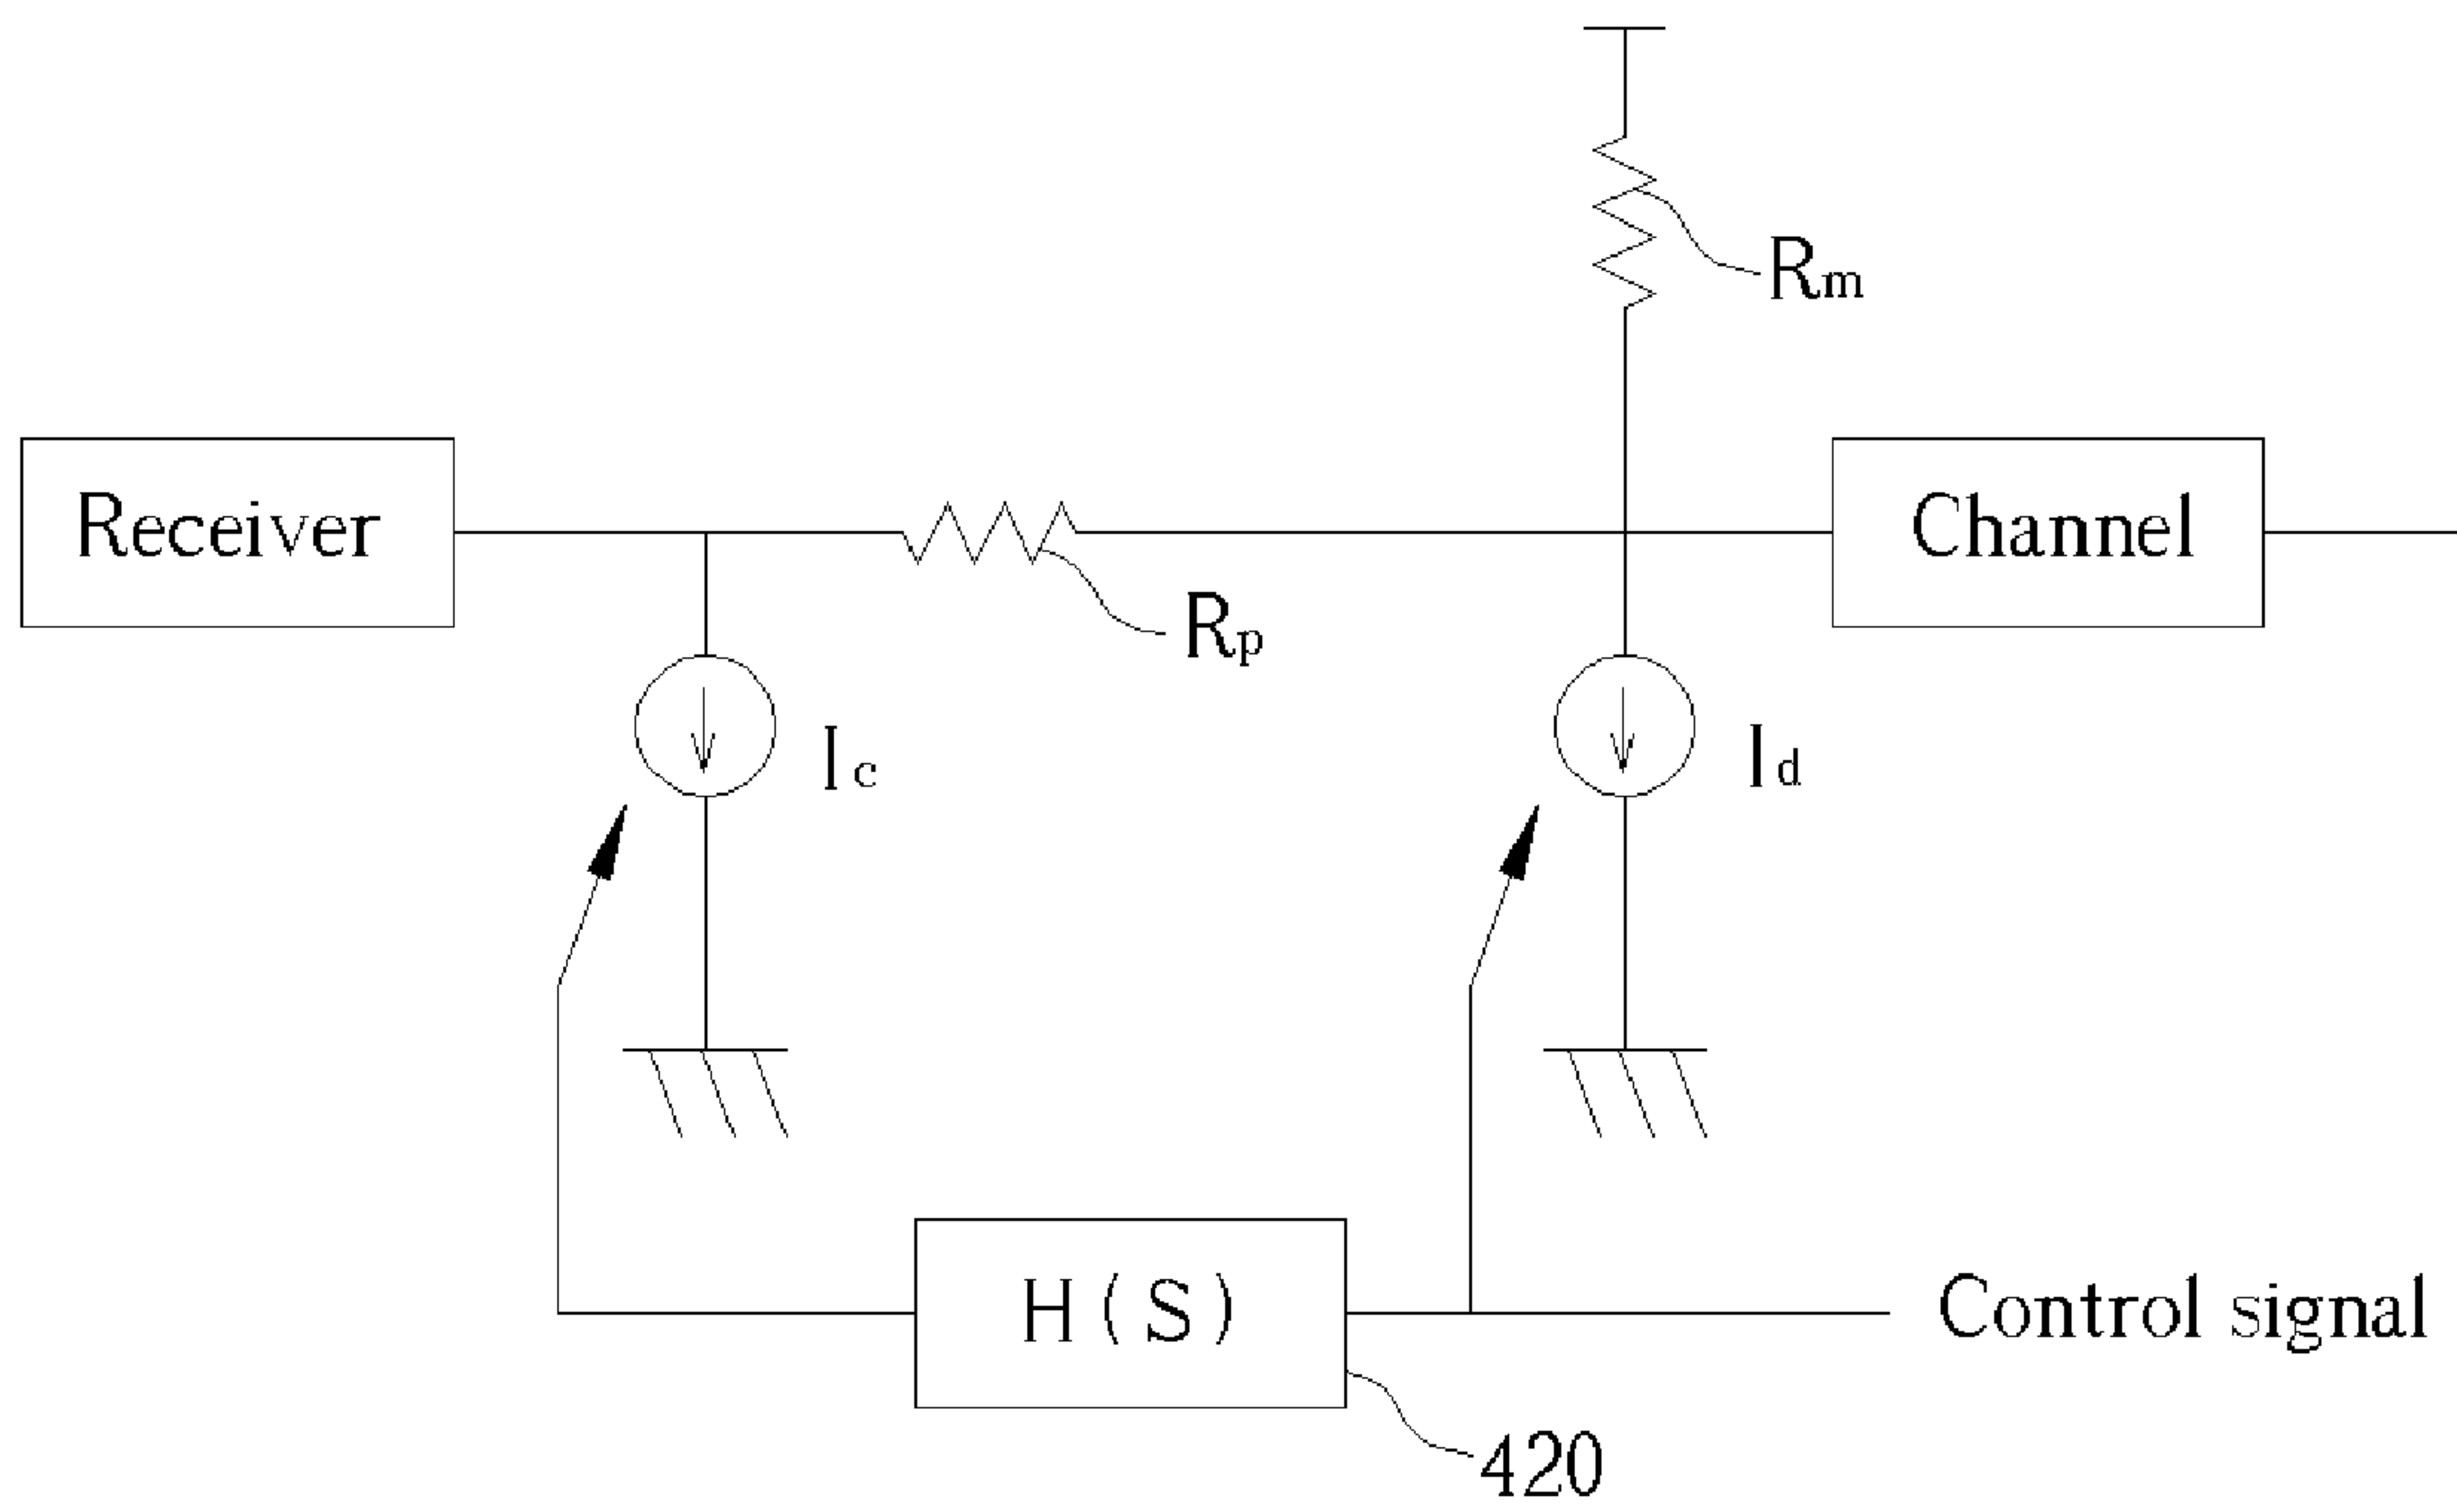 Rm
Receiver
Channel
Rp
Ic
Id
H(S)
Control signal
420